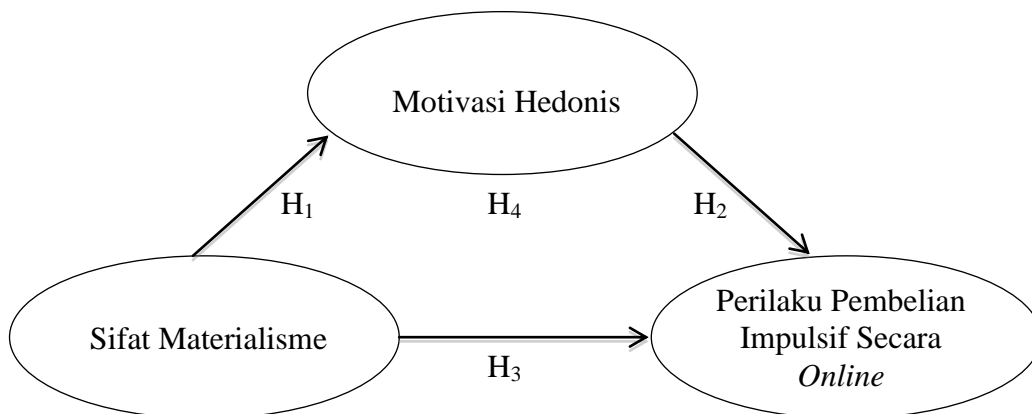 Motivasi Hedonis
H₁
H₄
H₂
Sifat Materialisme
H₃
Perilaku Pembelian
Impulsif Secara
Online